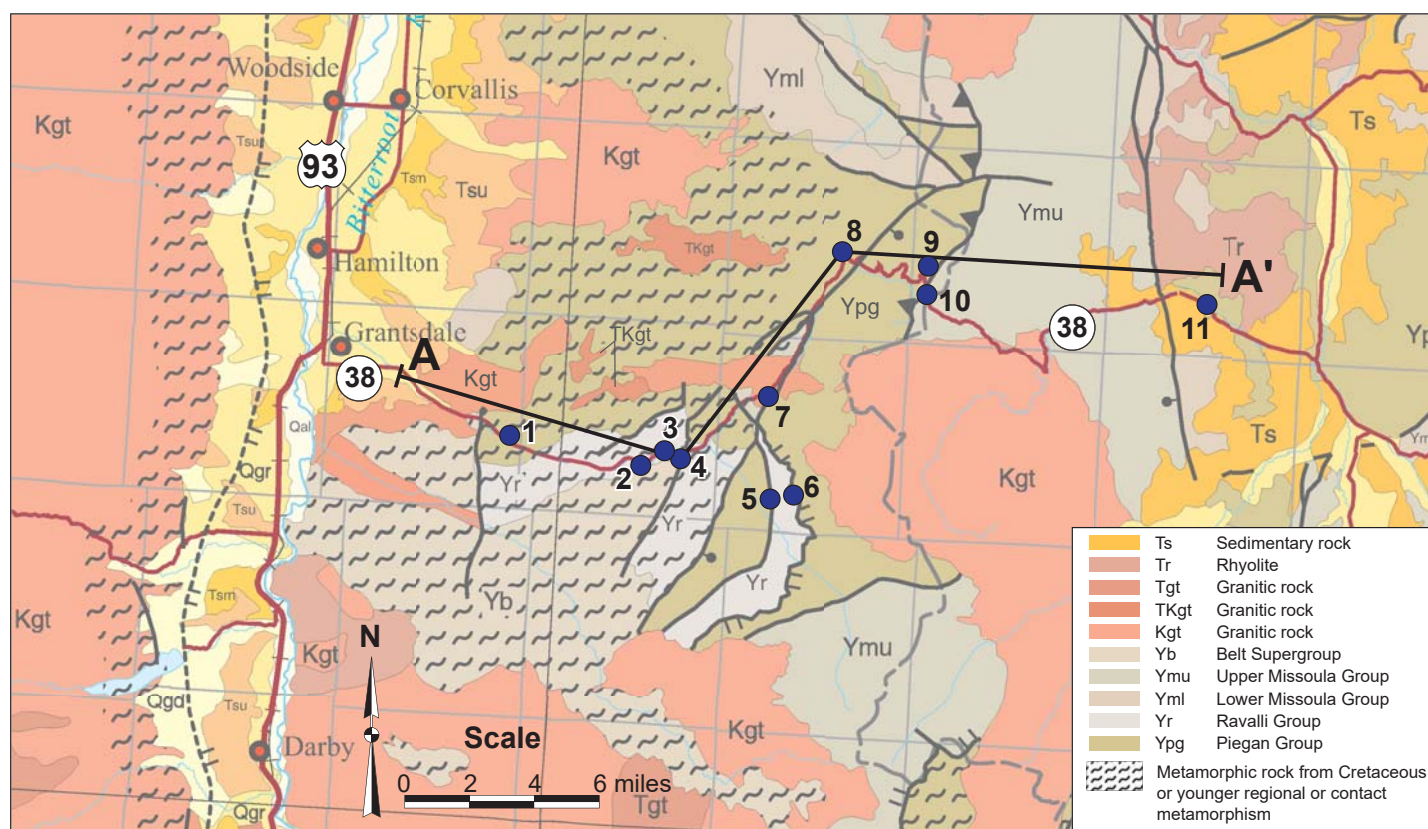 Woodside
Corvallis
Yml
Kgt
Tsu
Kgt
Ts
93
Bitterroot
Tsm
Tsu
Ymu
8
9
Tr
Hamilton
TKgt
A'
Ypg
10
38
11
Grantsdale
TKgt
A
38
Kgt
7
3
1
Qal
Qgr
2
4
Yr
5
6
Kgt
Ts
Yr
Tsu
Yr
Tsm
Yb
N
Kgt
Kgt
Ymu
Qgd
Tsu
Kgt
Darby
Scale
0 2 4 6 miles
Tgt
Qgr
Ts Sedimentary rock
Tr Rhyolite
Tgt Granitic rock
TKgt Granitic rock
Kgt Granitic rock
Yb Belt Supergroup
Ymu Upper Missoula Group
Yml Lower Missoula Group
Yr Ravalli Group
Ypg Piegan Group
Metamorphic rock from Cretaceous
or younger regional or contact
metamorphism